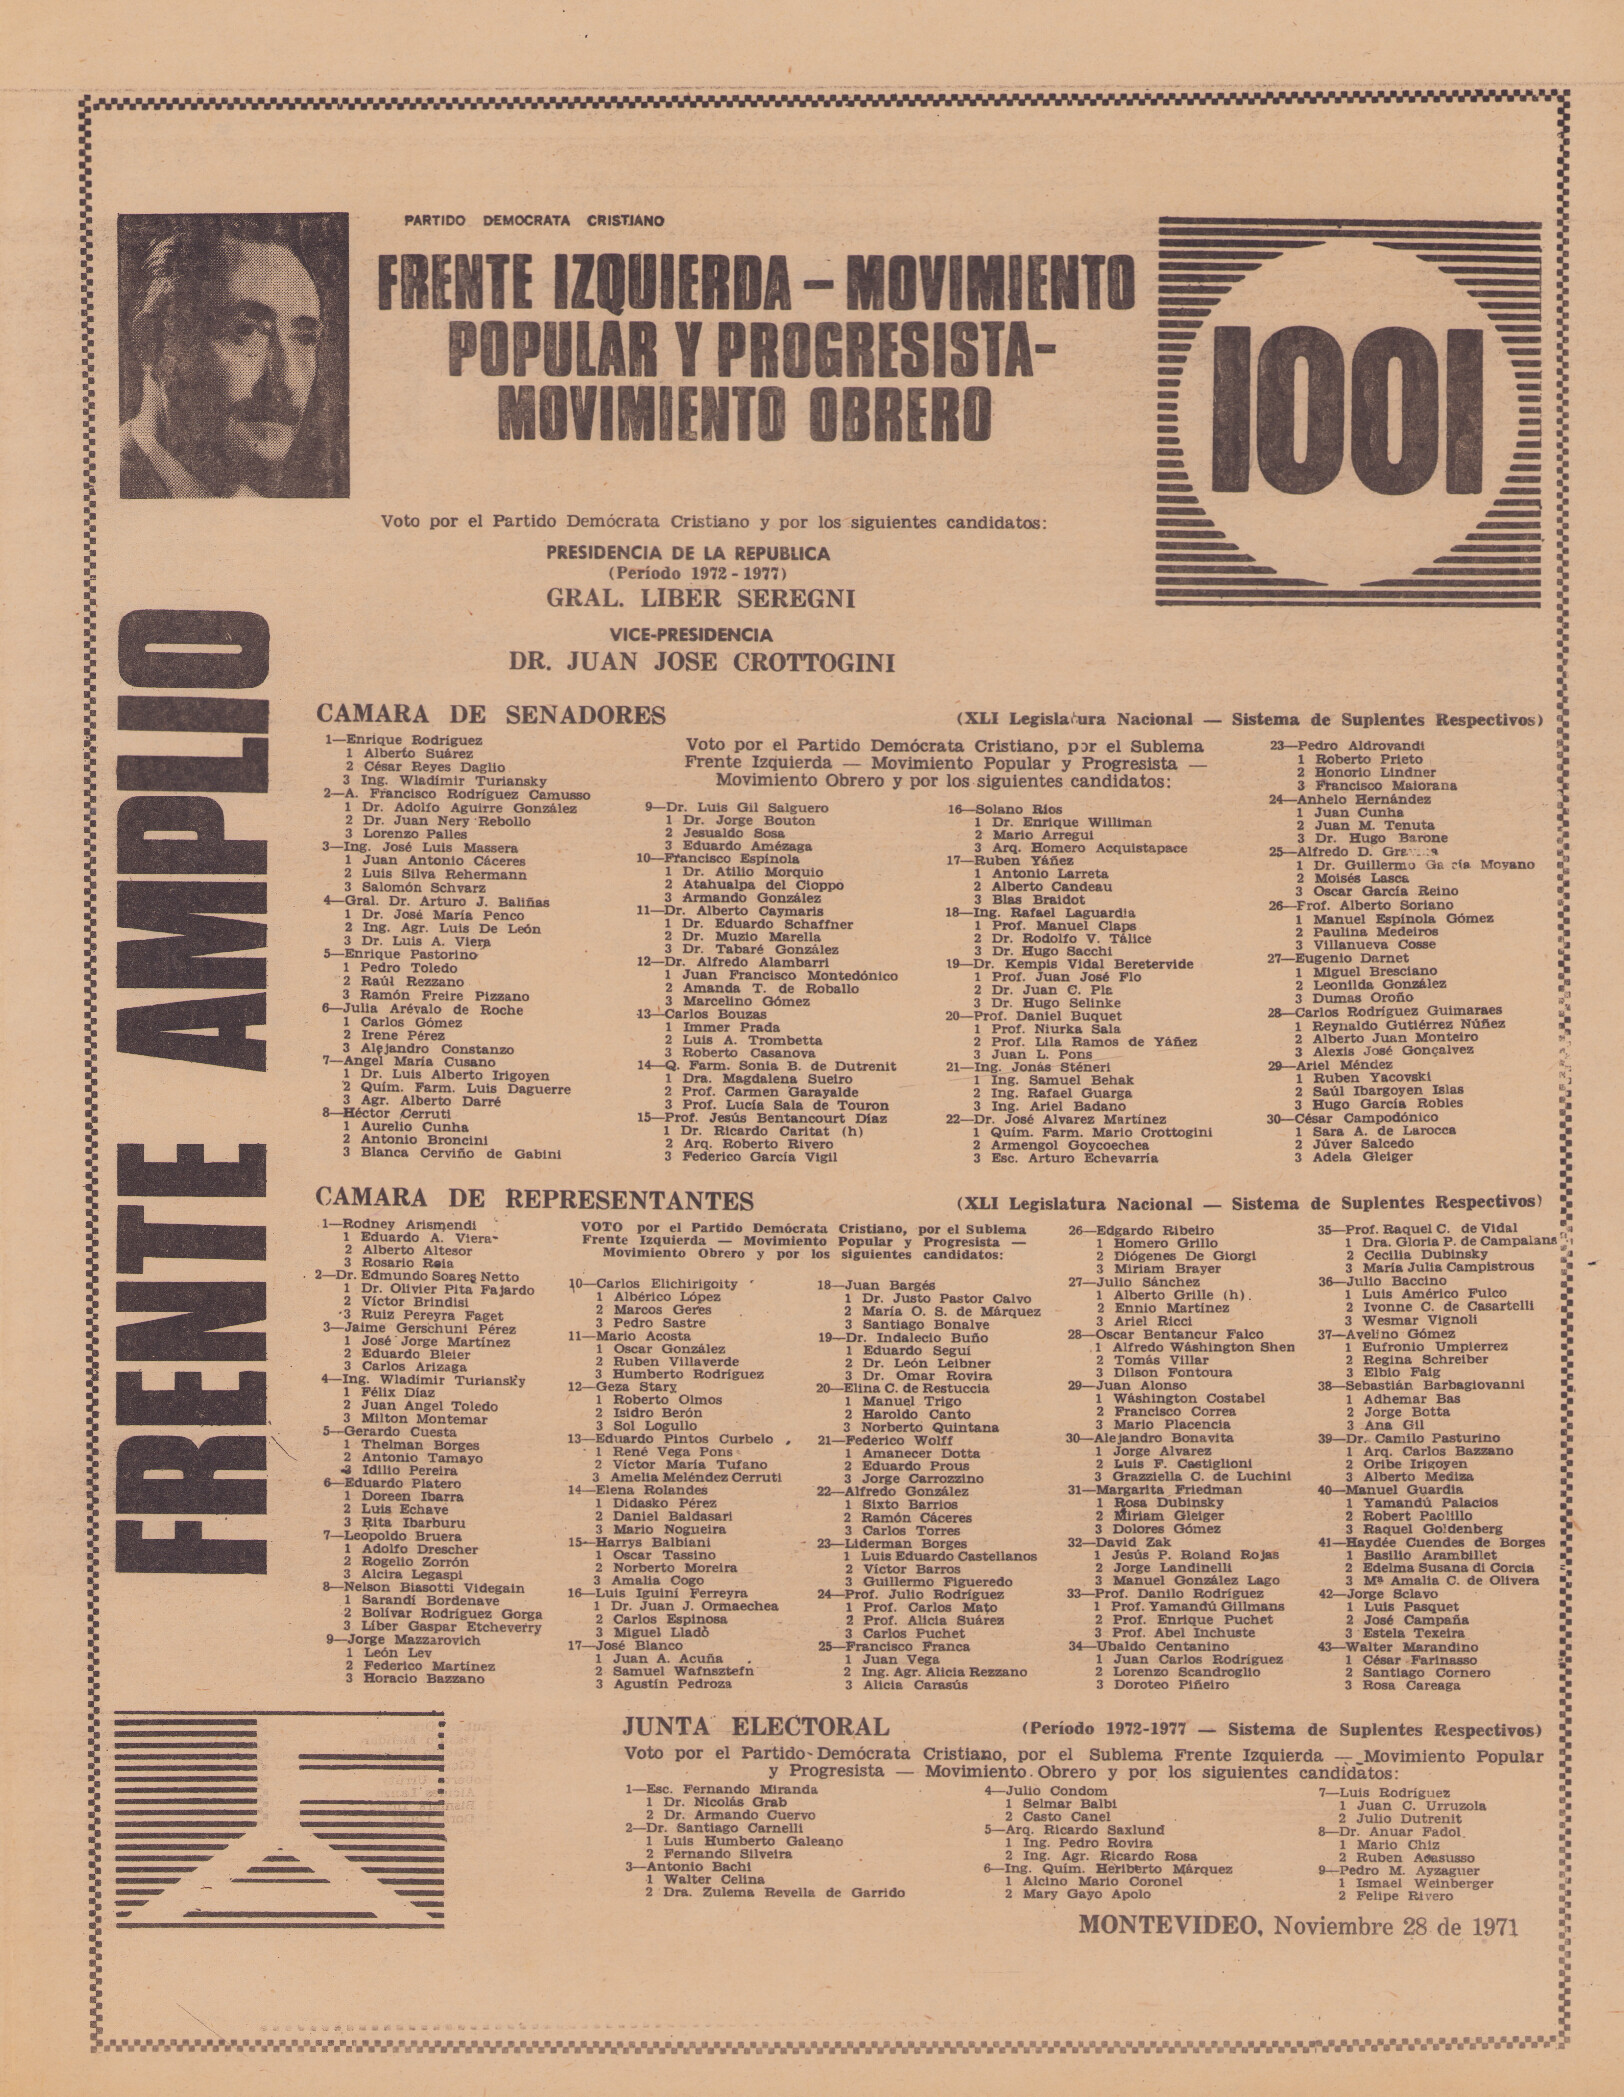 PARTIDO DEMOCRATA CRISTIANO
FRENTE IZQUIERDA – MOVIMIENTO
POPULAR Y PROGRESISTA-
MOVIMIENTO OBRERO
1001
Voto por el Partido Demócrata Cristiano y por los siguientes candidatos:
PRESIDENCIA DE LA REPUBLICA
(Período 1972 - 1977)
GRAL. LIBER SEREGNI
VICE-PRESIDENCIA
DR. JUAN JOSE CROTTOGINI
FRENTE AMPLIO
CAMARA DE SENADORES
(XLI Legislatura Nacional — Sistema de Suplentes Respectivos)
Voto por el Partido Demócrata Cristiano, por el Sublema
Frente Izquierda — Movimiento Popular y Progresista —
Movimiento Obrero y por los siguientes candidatos:
1—Enrique Rodríguez
1 Alberto Suárez
2 César Reyes Daglio
3 Ing. Wladimir Turiansky
2—A. Francisco Rodríguez Camusso
1 Dr. Adolfo Aguirre González
2 Dr. Juan Nery Rebollo
3 Lorenzo Palles
3—Ing. José Luis Massera
1 Juan Antonio Cáceres
2 Luis Silva Rehermann
3 Salomón Schvarz
4—Gral. Dr. Arturo J. Baliñas
1 Dr. José María Penco
2 Ing. Agr. Luis De León
3 Dr. Luis A. Viera
5—Enrique Pastorino
1 Pedro Toledo
2 Raúl Rezzano
3 Ramón Freire Pizzano
6—Julia Arévalo de Roche
1 Carlos Gómez
2 Irene Pérez
3 Alejandro Constanzo
7—Angel María Cusano
1 Dr. Luis Alberto Irigoyen
2 Quím. Farm. Luis Daguerre
3 Agr. Alberto Darré
8—Héctor Cerruti
1 Aurelio Cunha
2 Antonio Broncini
3 Blanca Cerviño de Gabini
9—Dr. Luis Gil Salguero
1 Dr. Jorge Bouton
2 Jesualdo Sosa
3 Eduardo Amézaga
10—Francisco Espínola
1 Dr. Atilio Morquio
2 Atahualpa del Cioppo
3 Armando González
11—Dr. Alberto Caymaris
1 Dr. Eduardo Schaffner
2 Dr. Muzio Marella
3 Dr. Tabaré González
12—Dr. Alfredo Alambarri
1 Juan Francisco Montedónico
2 Amanda T. de Roballo
3 Marcelino Gómez
13—Carlos Bouzas
1 Immer Prada
2 Luis A. Trombetta
3 Roberto Casanova
14—Q. Farm. Sonia B. de Dutrenit
1 Dra. Magdalena Sueiro
2 Prof. Carmen Garayalde
3 Prof. Lucía Sala de Touron
15—Prof. Jesús Bentancourt Díaz
1 Dr. Ricardo Caritat (h)
2 Arq. Roberto Rivero
3 Federico García Vigil
16—Solano Ríos
1 Dr. Enrique Williman
2 Mario Arregui
3 Arq. Homero Acquistapace
17—Ruben Yáñez
1 Antonio Larreta
2 Alberto Candeau
3 Blas Braidot
18—Ing. Rafael Laguardia
1 Prof. Manuel Claps
2 Dr. Rodolfo V. Tálice
3 Dr. Hugo Sacchi
19—Dr. Kempis Vidal Beretervide
1 Prof. Juan José Flo
2 Dr. Juan C. Pla
3 Dr. Hugo Selinke
20—Prof. Daniel Buquet
1 Prof. Niurka Sala
2 Prof. Lila Ramos de Yáñez
3 Juan L. Pons
21—Ing. Jonás Sténeri
1 Ing. Samuel Behak
2 Ing. Rafael Guarga
3 Ing. Ariel Badano
22—Dr. José Alvarez Martínez
1 Quím. Farm. Mario Crottogini
2 Armengol Goycoechea
3 Esc. Arturo Echevarría
23—Pedro Aldrovandi
1 Roberto Prieto
2 Honorio Lindner
3 Francisco Maiorana
24—Anhelo Hernández
1 Juan Cunha
2 Juan M. Tenuta
3 Dr. Hugo Barone
25—Alfredo D.
1 Dr. Guillermo García Moyano
2 Moisés Lasca
3 Oscar García Reino
26—Prof. Alberto Soriano
1 Manuel Espínola Gómez
2 Paulina Medeiros
3 Villanueva Cosse
27—Eugenio Darnet
1 Miguel Bresciano
2 Leonilda González
3 Dumas Oroño
28—Carlos Rodríguez Guimaraes
1 Reynaldo Gutiérrez Núñez
2 Alberto Juan Monteiro
3 Alexis José Gonçalvez
29—Ariel Méndez
1 Ruben Yacovski
2 Saúl Ibargoyen Islas
3 Hugo García Robles
30—César Campodónico
1 Sara A. de Larocca
2 Júver Salcedo
3 Adela Gleiger
CAMARA DE REPRESENTANTES
(XLI Legislatura Nacional — Sistema de Suplentes Respectivos)
VOTO por el Partido Demócrata Cristiano, por el Sublema
Frente Izquierda — Movimiento Popular y Progresista —
Movimiento Obrero y por los siguientes candidatos:
1—Rodney Arismendi
1 Eduardo A. Viera
2 Alberto Altesor
3 Rosario Roia
2—Dr. Edmundo Soares Netto
1 Dr. Olivier Pita Fajardo
2 Víctor Brindisi
3 Ruiz Pereyra Faget
3—Jaime Gerschuni Pérez
1 José Jorge Martínez
2 Eduardo Bleier
3 Carlos Arizaga
4—Ing. Wladimir Turiansky
1 Félix Díaz
2 Juan Angel Toledo
3 Milton Montemar
5—Gerardo Cuesta
1 Thelman Borges
2 Antonio Tamayo
3 Idilio Pereira
6—Eduardo Platero
1 Doreen Ibarra
2 Luis Echave
3 Rita Ibarburu
7—Leopoldo Bruera
1 Adolfo Drescher
2 Rogelio Zorrón
3 Alcira Legaspi
8—Nelson Biasotti Videgain
1 Sarandí Bordenave
2 Bolívar Rodríguez Gorga
3 Líber Gaspar Etcheverry
9—Jorge Mazzarovich
1 León Lev
2 Federico Martínez
3 Horacio Bazzano
10—Carlos Elichirigoity
1 Albérico López
2 Marcos Geres
3 Pedro Sastre
11—Mario Acosta
1 Oscar González
2 Ruben Villaverde
3 Humberto Rodríguez
12—Geza Stary
1 Roberto Olmos
2 Isidro Berón
3 Sol Logullo
13—Eduardo Pintos Curbelo
1 René Vega Pons
2 Víctor María Tufano
3 Amelia Meléndez Cerruti
14—Elena Rolandes
1 Didasko Pérez
2 Daniel Baldasari
3 Mario Nogueira
15—Harrys Balbiani
1 Oscar Tassino
2 Norberto Moreira
3 Amalia Cogo
16—Luis Iguiní Ferreyra
1 Dr. Juan J. Ormaechea
2 Carlos Espinosa
3 Miguel Lladò
17—José Blanco
1 Juan A. Acuña
2 Samuel Wafnsztefn
3 Agustín Pedroza
18—Juan Bargés
1 Dr. Justo Pastor Calvo
2 María O. S. de Márquez
3 Santiago Bonalve
19—Dr. Indalecio Buño
1 Eduardo Seguí
2 Dr. León Leibner
3 Dr. Omar Rovira
20—Elina C. de Restuccia
1 Manuel Trigo
2 Haroldo Canto
3 Norberto Quintana
21—Federico Wolff
1 Amanecer Dotta
2 Eduardo Prous
3 Jorge Carrozzino
22—Alfredo González
1 Sixto Barrios
2 Ramón Cáceres
3 Carlos Torres
23—Liderman Borges
1 Luis Eduardo Castellanos
2 Víctor Barros
3 Guillermo Figueredo
24—Prof. Julio Rodríguez
1 Prof. Carlos Mato
2 Prof. Alicia Suárez
3 Carlos Puchet
25—Francisco Franca
1 Juan Vega
2 Ing. Agr. Alicia Rezzano
3 Alicia Carasús
26—Edgardo Ribeiro
1 Homero Grillo
2 Diógenes De Giorgi
3 Miriam Brayer
27—Julio Sánchez
1 Alberto Grille (h).
2 Ennio Martínez
3 Ariel Ricci
28—Oscar Bentancur Falco
1 Alfredo Wáshington Shen
2 Tomás Villar
3 Dilson Fontoura
29—Juan Alonso
1 Wáshington Costabel
2 Francisco Correa
3 Mario Placencia
30—Alejandro Bonavita
1 Jorge Alvarez
2 Luis F. Castiglioni
3 Grazziella C. de Luchini
31—Margarita Friedman
1 Rosa Dubinsky
2 Miriam Gleiger
3 Dolores Gómez
32—David Zak
1 Jesús P. Roland Rojas
2 Jorge Landinelli
3 Manuel González Lago
33—Prof. Danilo Rodríguez
1 Prof. Yamandú Gillmans
2 Prof. Enrique Puchet
3 Prof. Abel Inchuste
34—Ubaldo Centanino
1 Juan Carlos Rodríguez
2 Lorenzo Scandroglio
3 Doroteo Piñeiro
35—Prof. Raquel C. de Vidal
1 Dra. Gloria P. de Campalans
2 Cecilia Dubinsky
3 María Julia Campistrous
36—Julio Baccino
1 Luis Américo Fulco
2 Ivonne C. de Casartelli
3 Wesmar Vignoli
37—Avelino Gómez
1 Eufronio Umpierrez
2 Regina Schreiber
3 Elbio Faig
38—Sebastián Barbagiovanni
1 Adhemar Bas
2 Jorge Botta
3 Ana Gil
39—Dr. Camilo Pasturino
1 Arq. Carlos Bazzano
2 Oribe Irigoyen
3 Alberto Mediza
40—Manuel Guardia
1 Yamandú Palacios
2 Robert Paolillo
3 Raquel Goldenberg
41—Haydée Cuendes de Borges
1 Basilio Arambillet
2 Edelma Susana di Corcia
3 Mª Amalia C. de Olivera
42—Jorge Sclavo
1 Luis Pasquet
2 José Campaña
3 Estela Texeira
43—Walter Marandino
1 César Farinasso
2 Santiago Cornero
3 Rosa Careaga
JUNTA ELECTORAL
(Período 1972-1977 — Sistema de Suplentes Respectivos)
Voto por el Partido Demócrata Cristiano, por el Sublema Frente Izquierda — Movimiento Popular
y Progresista — Movimiento Obrero y por los siguientes candidatos:
1—Esc. Fernando Miranda
1 Dr. Nicolás Grab
2 Dr. Armando Cuervo
2—Dr. Santiago Carnelli
1 Luis Humberto Galeano
2 Fernando Silveira
3—Antonio Bachi
1 Walter Celina
2 Dra. Zulema Revella de Garrido
4—Julio Condom
1 Selmar Balbi
2 Casto Canel
5—Arq. Ricardo Saxlund
1 Ing. Pedro Rovira
2 Ing. Agr. Ricardo Rosa
6—Ing. Quím. Heriberto Márquez
1 Alcino Mario Coronel
2 Mary Gayo Apolo
7—Luis Rodríguez
1 Juan C. Urruzola
2 Julio Dutrenit
8—Dr. Anuar Fadol
1 Mario Chiz
2 Ruben Acasusso
9—Pedro M. Ayzaguer
1 Ismael Weinberger
2 Felipe Rivero
MONTEVIDEO, Noviembre 28 de 1971